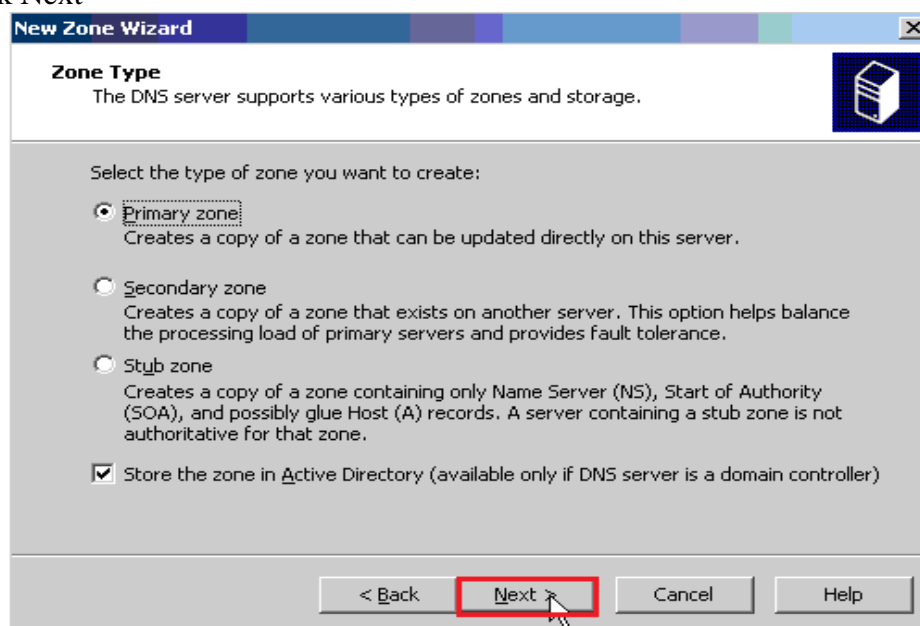 Next
New Zone Wizard
Zone Type
The DNS server supports various types of zones and storage.
Select the type of zone you want to create:
Primary zone
Creates a copy of a zone that can be updated directly on this server.
Secondary zone
Creates a copy of a zone that exists on another server. This option helps balance
the processing load of primary servers and provides fault tolerance.
Stub zone
Creates a copy of a zone containing only Name Server (NS), Start of Authority
(SOA), and possibly glue Host (A) records. A server containing a stub zone is not
authoritative for that zone.
Store the zone in Active Directory (available only if DNS server is a domain controller)
< Back Next > Cancel Help